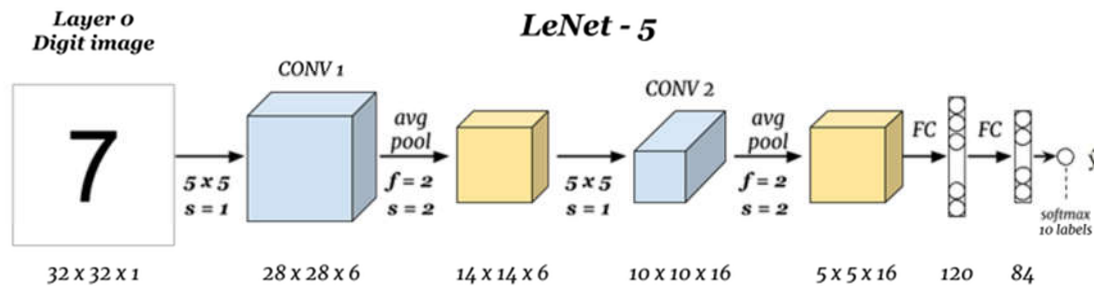 Layer 0
Digit image
LeNet - 5
7
CONV 1
CONV 2
avg
pool
avg
pool
FC
FC
5 x 5
s = 1
f = 2
s = 2
5 x 5
s = 1
f = 2
s = 2
ŷ
softmax
10 labels
32 x 32 x 1
28 x 28 x 6
14 x 14 x 6
10 x 10 x 16
5 x 5 x 16
120
84